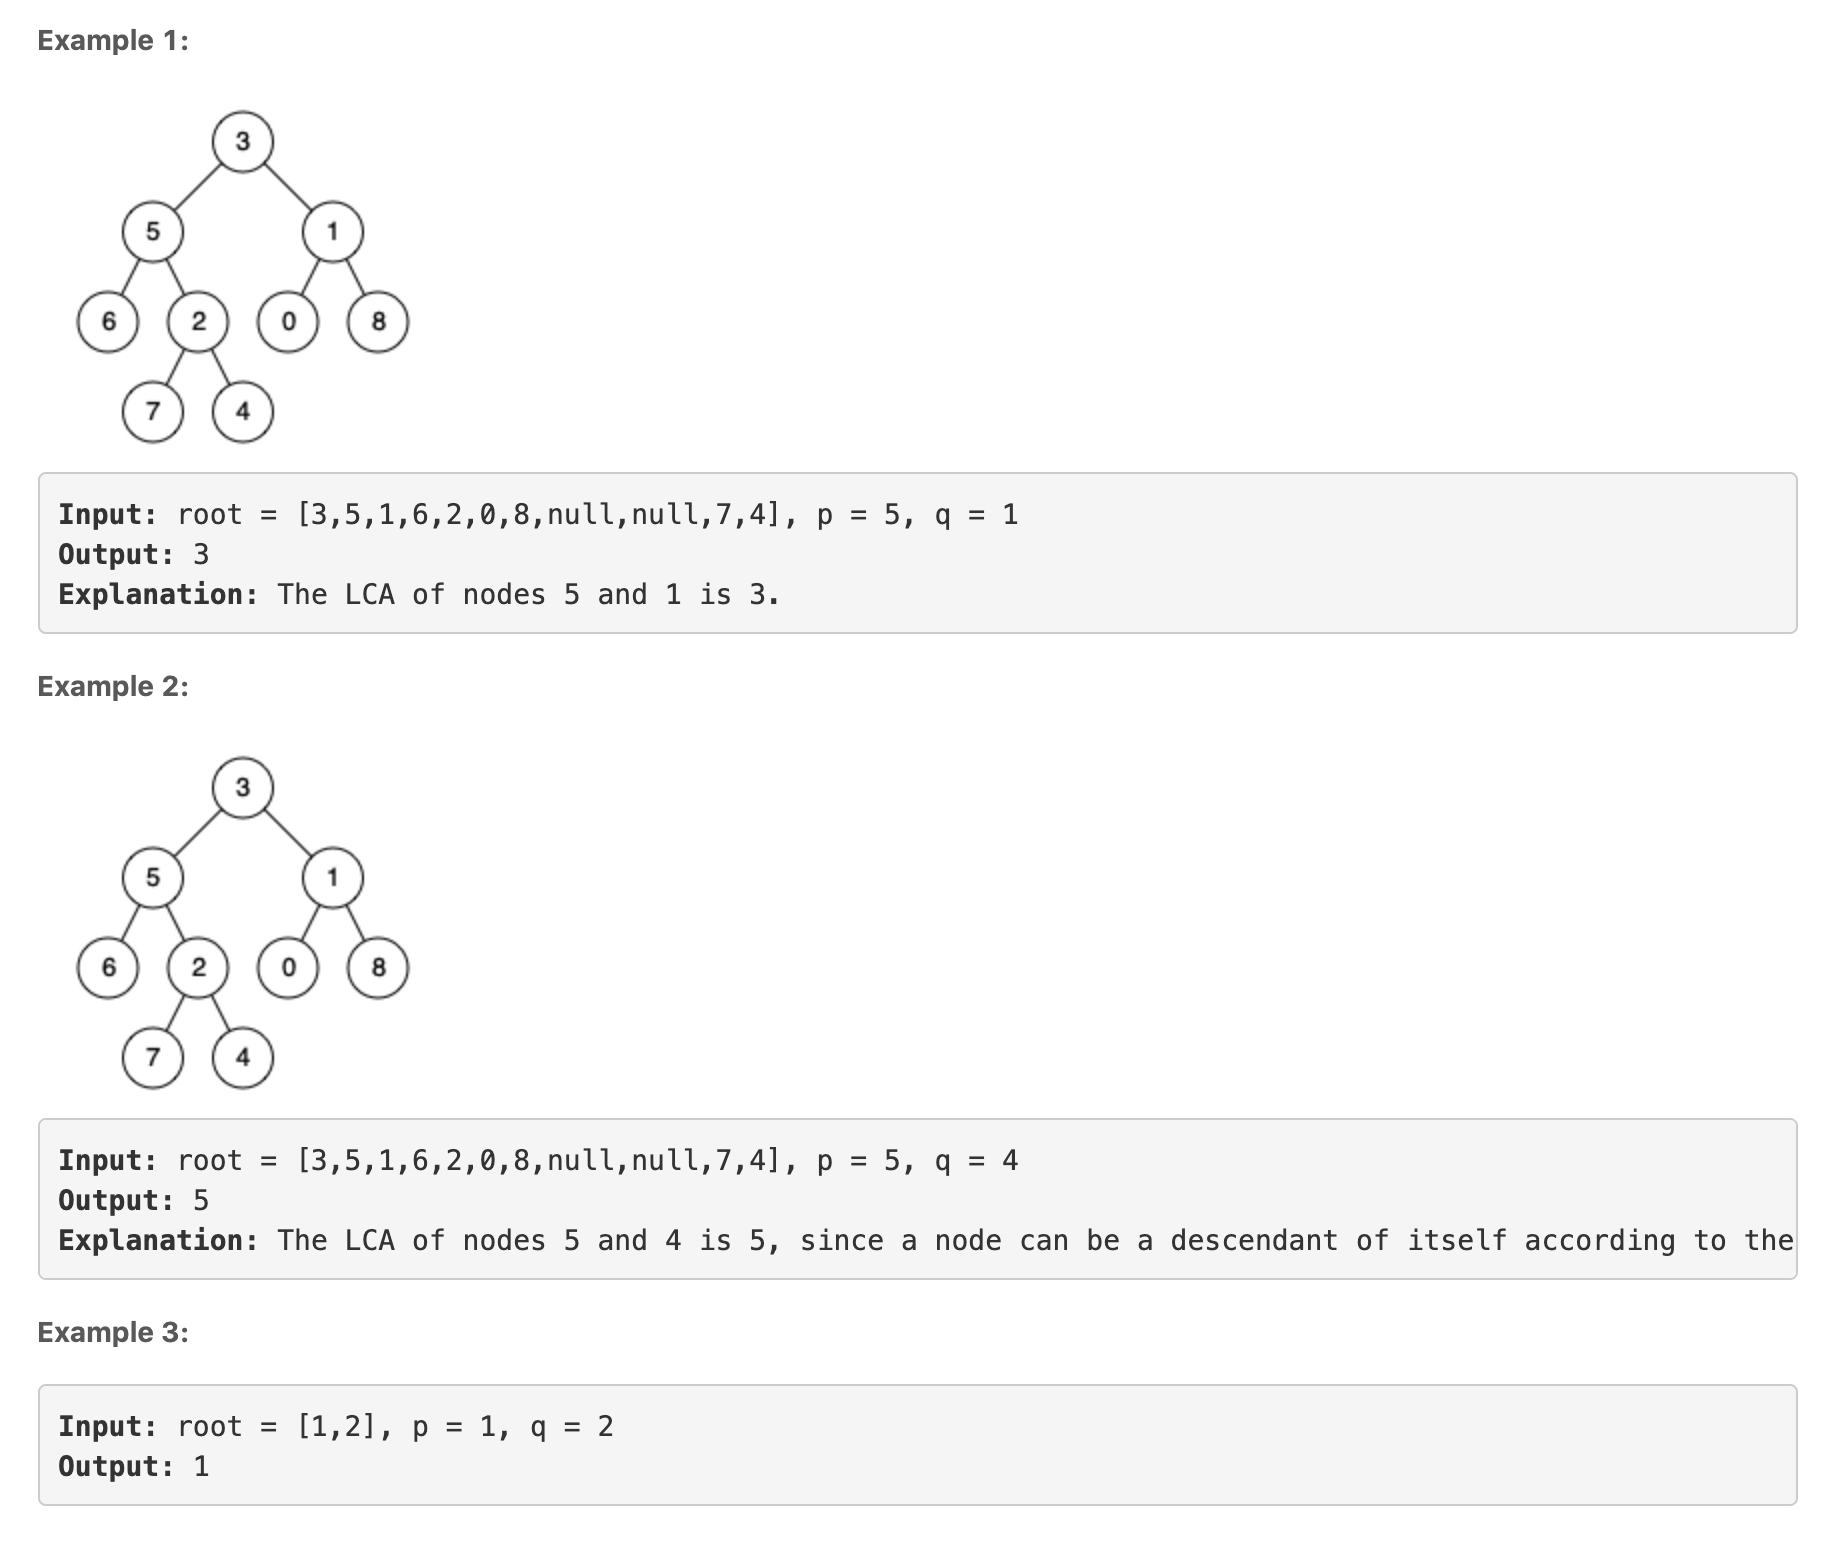 Example 1:
3
5 1
6 2 0 8
7 4
Input: root = [3,5,1,6,2,0,8,null,null,7,4], p = 5, q = 1
Output: 3
Explanation: The LCA of nodes 5 and 1 is 3.
Example 2:
3
5 1
6 2 0 8
7 4
Input: root = [3,5,1,6,2,0,8,null,null,7,4], p = 5, q = 4
Output: 5
Explanation: The LCA of nodes 5 and 4 is 5, since a node can be a descendant of itself according to the
Example 3:
Input: root = [1,2], p = 1, q = 2
Output: 1